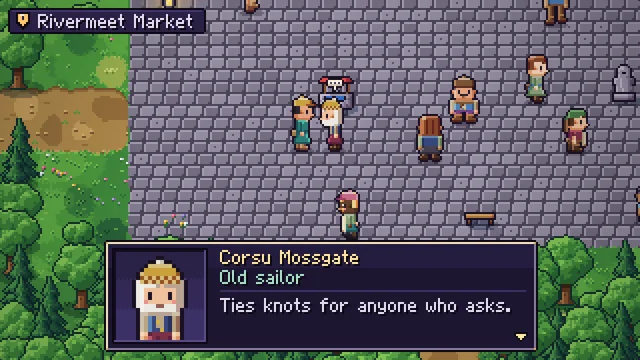 Rivermeet Market
Corsu Mossgate
Old sailor
Ties knots for anyone who asks.